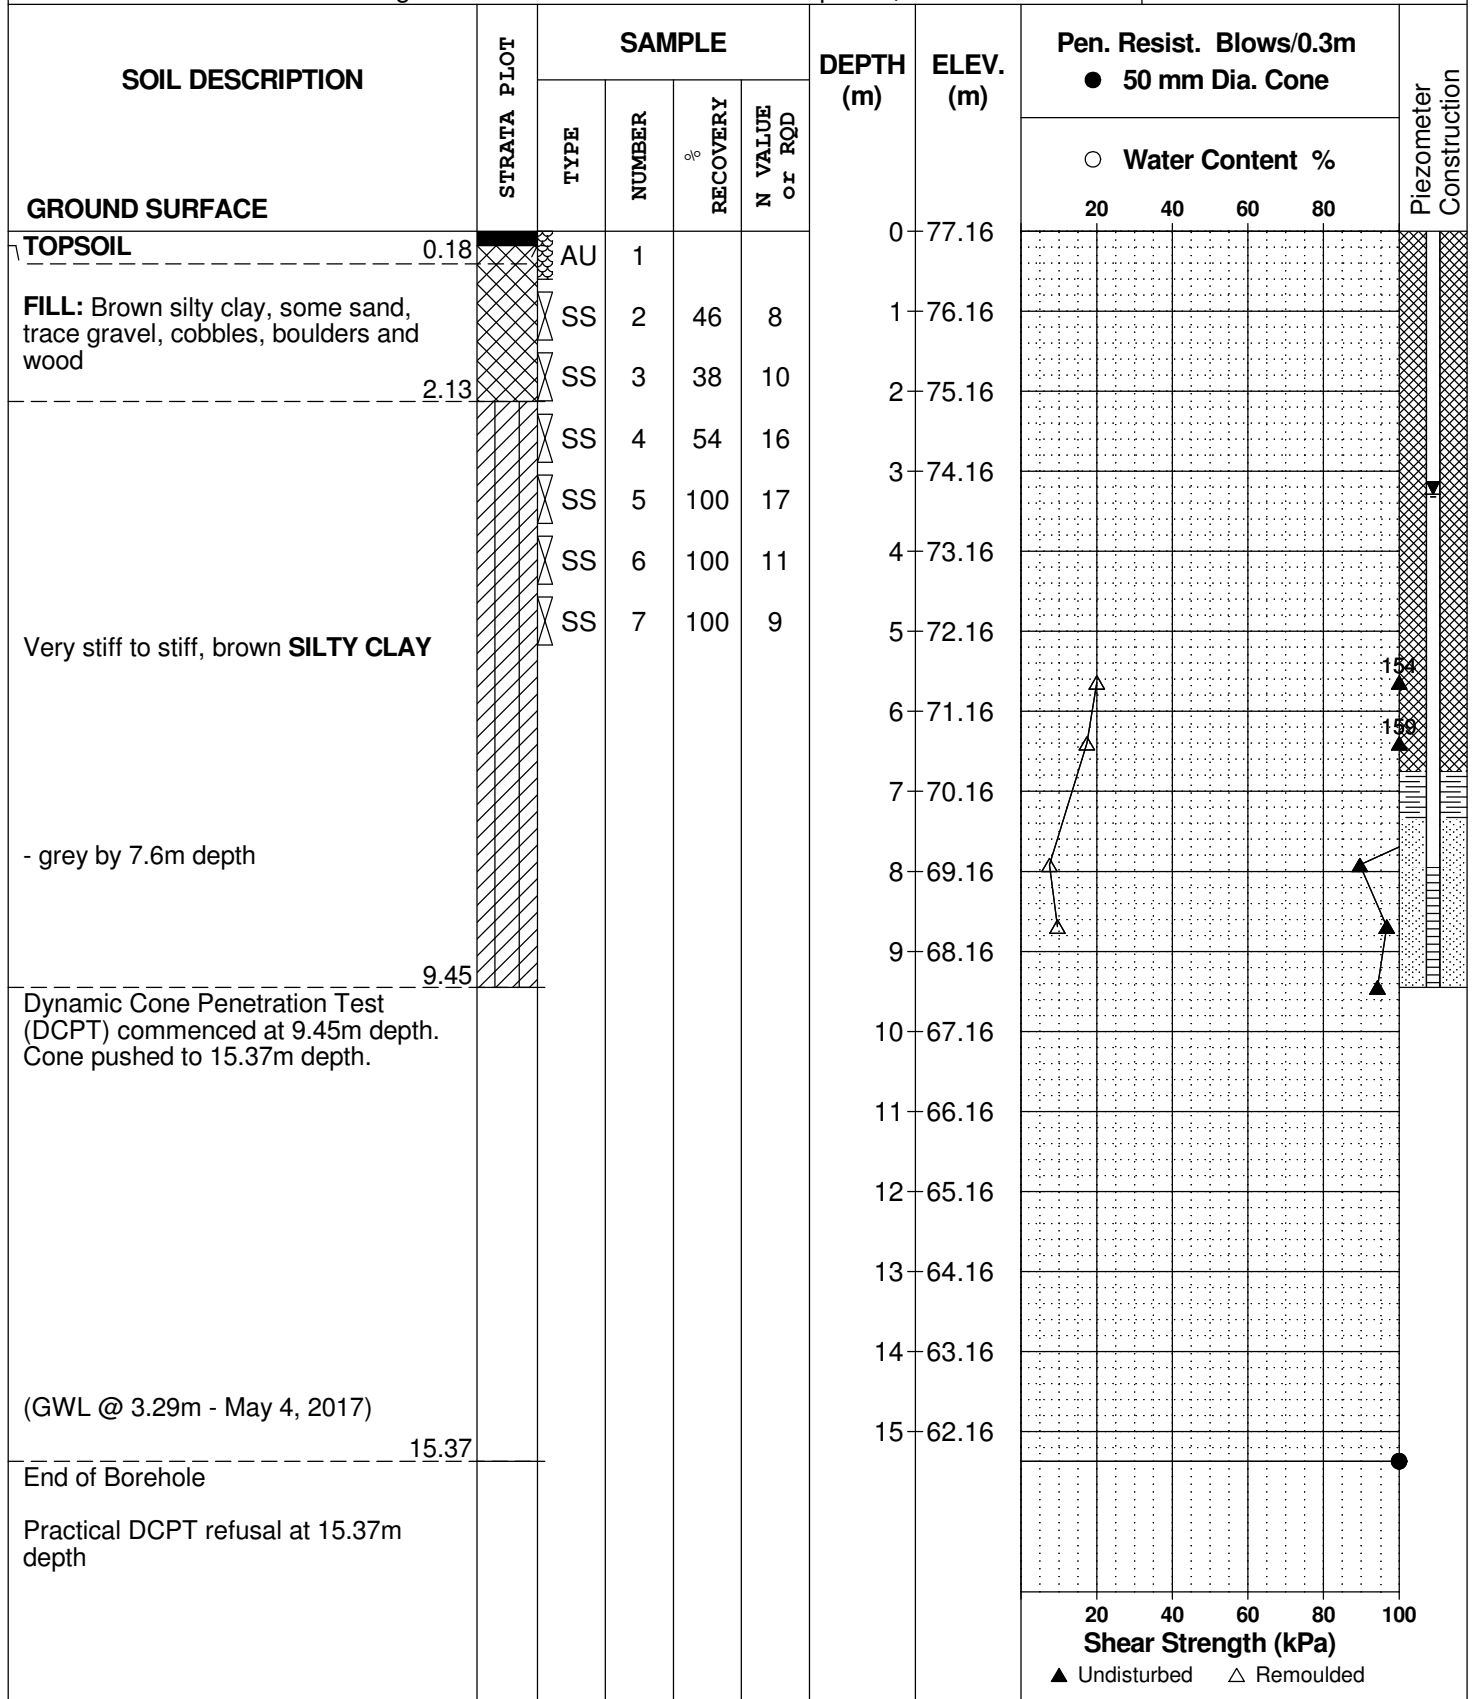 SOIL DESCRIPTION
GROUND SURFACE
STRATA PLOT
SAMPLE
TYPE
NUMBER
% RECOVERY
N VALUE or RQD
DEPTH (m)
ELEV. (m)
Pen. Resist. Blows/0.3m
● 50 mm Dia. Cone
○ Water Content %
20 40 60 80
Piezometer Construction
TOPSOIL 0.18
FILL: Brown silty clay, some sand,
trace gravel, cobbles, boulders and
wood
2.13
Very stiff to stiff, brown SILTY CLAY
- grey by 7.6m depth
9.45
Dynamic Cone Penetration Test
(DCPT) commenced at 9.45m depth.
Cone pushed to 15.37m depth.
(GWL @ 3.29m - May 4, 2017)
15.37
End of Borehole
Practical DCPT refusal at 15.37m
depth
AU 1
SS 2 46 8
SS 3 38 10
SS 4 54 16
SS 5 100 17
SS 6 100 11
SS 7 100 9
0 77.16
1 76.16
2 75.16
3 74.16
4 73.16
5 72.16
6 71.16
7 70.16
8 69.16
9 68.16
10 67.16
11 66.16
12 65.16
13 64.16
14 63.16
15 62.16
154
159
20 40 60 80 100
Shear Strength (kPa)
▲ Undisturbed △ Remoulded